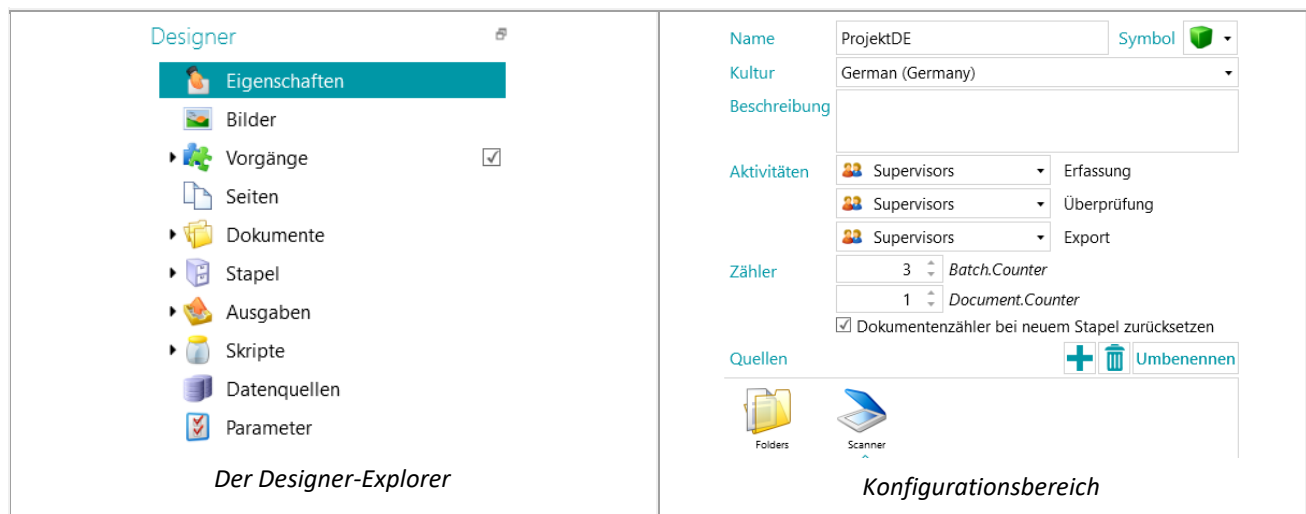 Designer
Eigenschaften
Bilder
Vorgänge
Seiten
Dokumente
Stapel
Ausgaben
Skripte
Datenquellen
Parameter
Der Designer-Explorer
Name ProjektDE Symbol
Kultur German (Germany)
Beschreibung
Aktivitäten Supervisors Erfassung
Supervisors Überprüfung
Supervisors Export
Zähler 3 Batch.Counter
1 Document.Counter
Dokumentenzähler bei neuem Stapel zurücksetzen
Quellen Umbenennen
Folders Scanner
Konfigurationsbereich